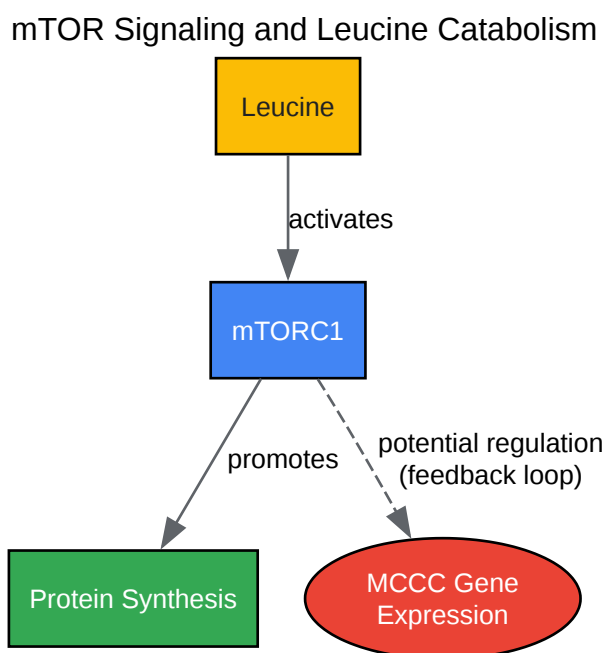 mTOR Signaling and Leucine Catabolism
Leucine
activates
mTORC1
promotes
potential regulation
(feedback loop)
Protein Synthesis
MCCC Gene
Expression